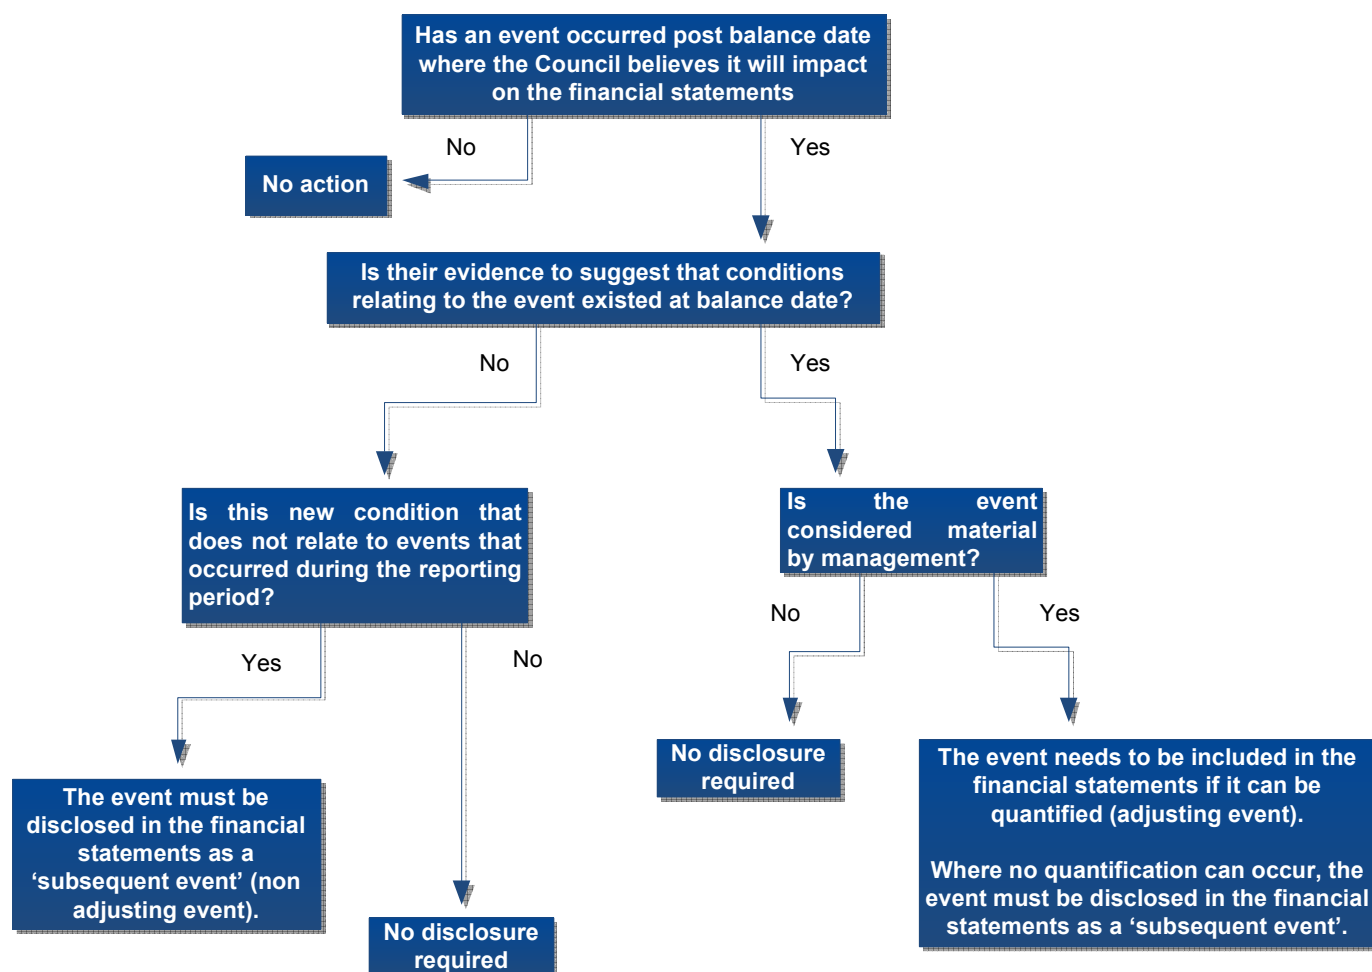 Has an event occurred post balance date
where the Council believes it will impact
on the financial statements
No
Yes
No action
Is their evidence to suggest that conditions
relating to the event existed at balance date?
No
Yes
Is this new condition that
does not relate to events that
occurred during the reporting
period?
Is the event
considered material
by management?
Yes
No
No
Yes
The event must be
disclosed in the financial
statements as a
‘subsequent event’ (non
adjusting event).
No disclosure
required
No disclosure
required
The event needs to be included in the
financial statements if it can be
quantified (adjusting event).
Where no quantification can occur, the
event must be disclosed in the financial
statements as a ‘subsequent event’.